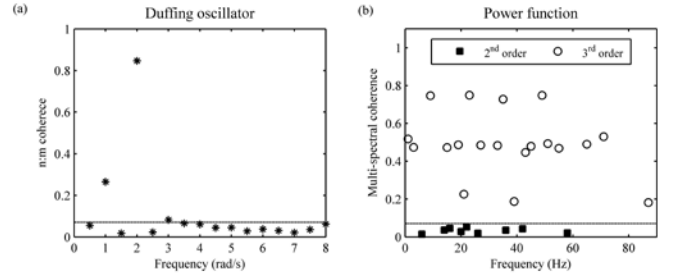 (a)
Duffing oscillator
1
0.8
0.6
0.4
0.2
0
n:m coherece
0 1 2 3 4 5 6 7 8
Frequency (rad/s)
(b)
Power function
2nd order
3rd order
1
0.8
0.6
0.4
0.2
0
Multi-spectral coherence
0 20 40 60 80
Frequency (Hz)